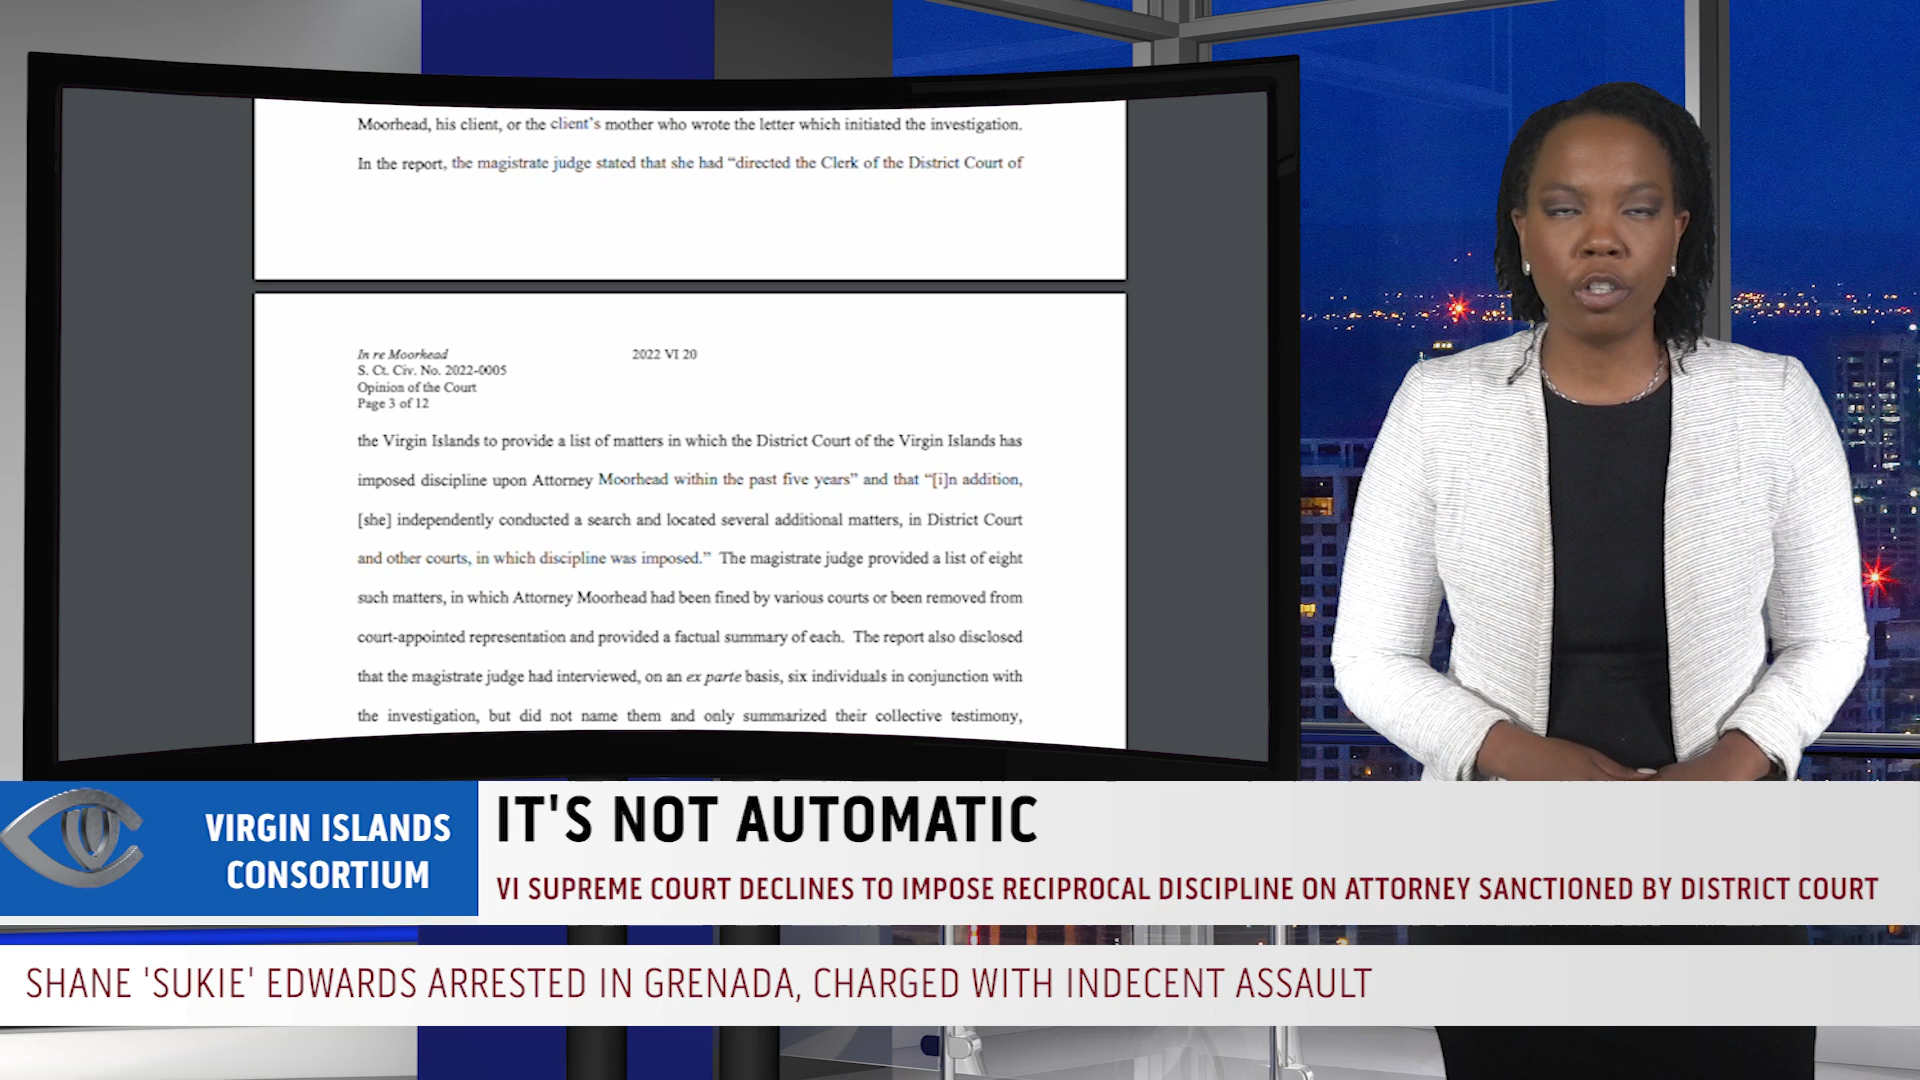 Moorhead, his client, or the client's mother who wrote the letter which initiated the investigation.
In the report, the magistrate judge stated that she had “directed the Clerk of the District Court of
In re Moorhead 2022 VI 20
S. Ct. Civ. No. 2022-0005
Opinion of the Court
Page 3 of 12
the Virgin Islands to provide a list of matters in which the District Court of the Virgin Islands has
imposed discipline upon Attorney Moorhead within the past five years” and that “[i]n addition,
[she] independently conducted a search and located several additional matters, in District Court
and other courts, in which discipline was imposed.” The magistrate judge provided a list of eight
such matters, in which Attorney Moorhead had been fined by various courts or been removed from
court-appointed representation and provided a factual summary of each. The report also disclosed
that the magistrate judge had interviewed, on an ex parte basis, six individuals in conjunction with
the investigation, but did not name them and only summarized their collective testimony,
VIRGIN ISLANDS
CONSORTIUM
IT'S NOT AUTOMATIC
VI SUPREME COURT DECLINES TO IMPOSE RECIPROCAL DISCIPLINE ON ATTORNEY SANCTIONED BY DISTRICT COURT
SHANE 'SUKIE' EDWARDS ARRESTED IN GRENADA, CHARGED WITH INDECENT ASSAULT